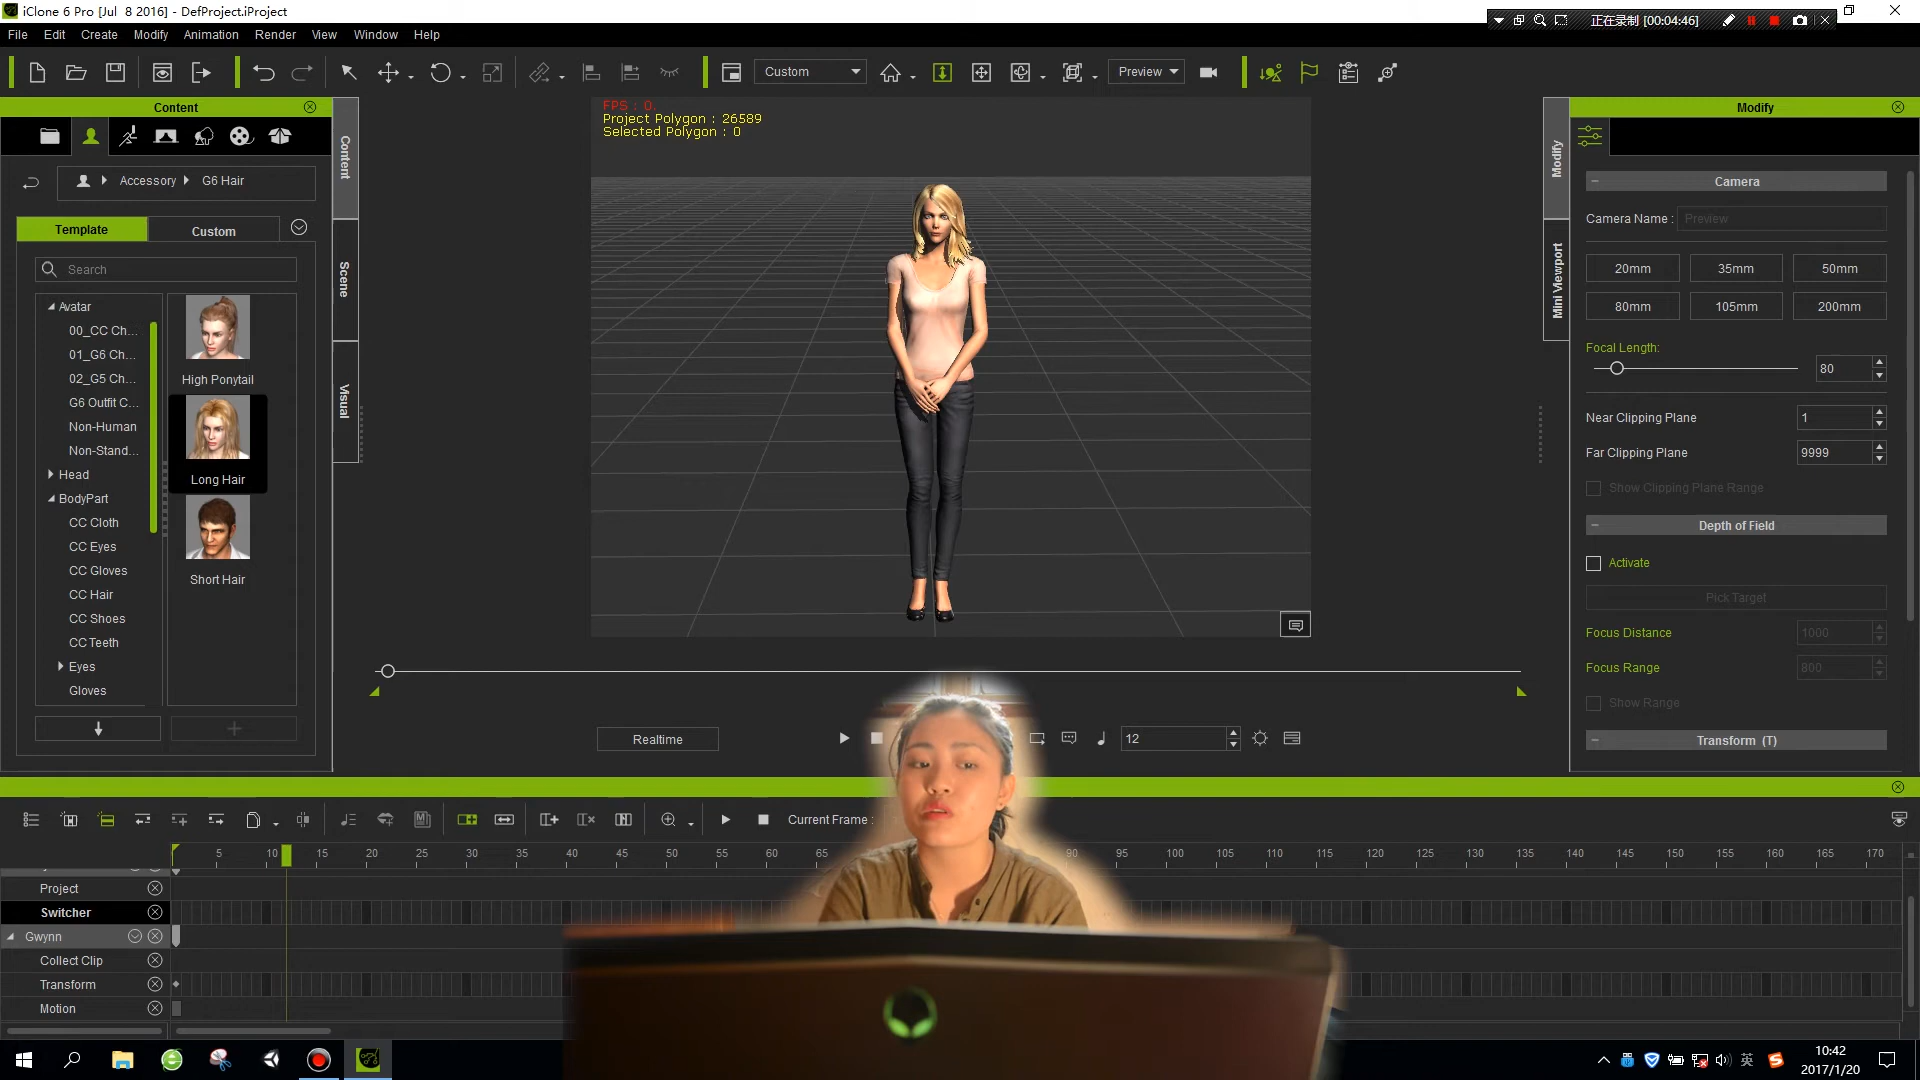 iClone 6 Pro [Jul  8 2016] - DefProject.iProject
正在录制 [00:04:46]
File Edit Create Modify Animation Render View Window Help
Custom
Preview
Content
Modify
FPS : 0.
Project Polygon : 26589
Selected Polygon : 0
Content
Scene
Visual
Modify
Mini Viewport
Accessory G6 Hair
Template Custom
Search
Avatar
00_CC Ch...
01_G6 Ch...
02_G5 Ch...
G6 Outfit C...
Non-Human
Non-Stand...
Head
BodyPart
CC Cloth
CC Eyes
CC Gloves
CC Hair
CC Shoes
CC Teeth
Eyes
Gloves
High Ponytail
Long Hair
Short Hair
Camera
Camera Name : Preview
20mm 35mm 50mm
80mm 105mm 200mm
Focal Length:
80
Near Clipping Plane 1
Far Clipping Plane 9999
Show Clipping Plane Range
Depth of Field
Activate
Pick Target
Focus Distance 1000
Focus Range 800
Show Range
Transform (T)
Realtime
12
Current Frame :
5 10 15 20 25 30 35 40 45 50 55 60 65 90 95 100 105 110 115 120 125 130 135 140 145 150 155 160 165 170
Project
Switcher
Gwynn
Collect Clip
Transform
Motion
英
10:42
2017/1/20